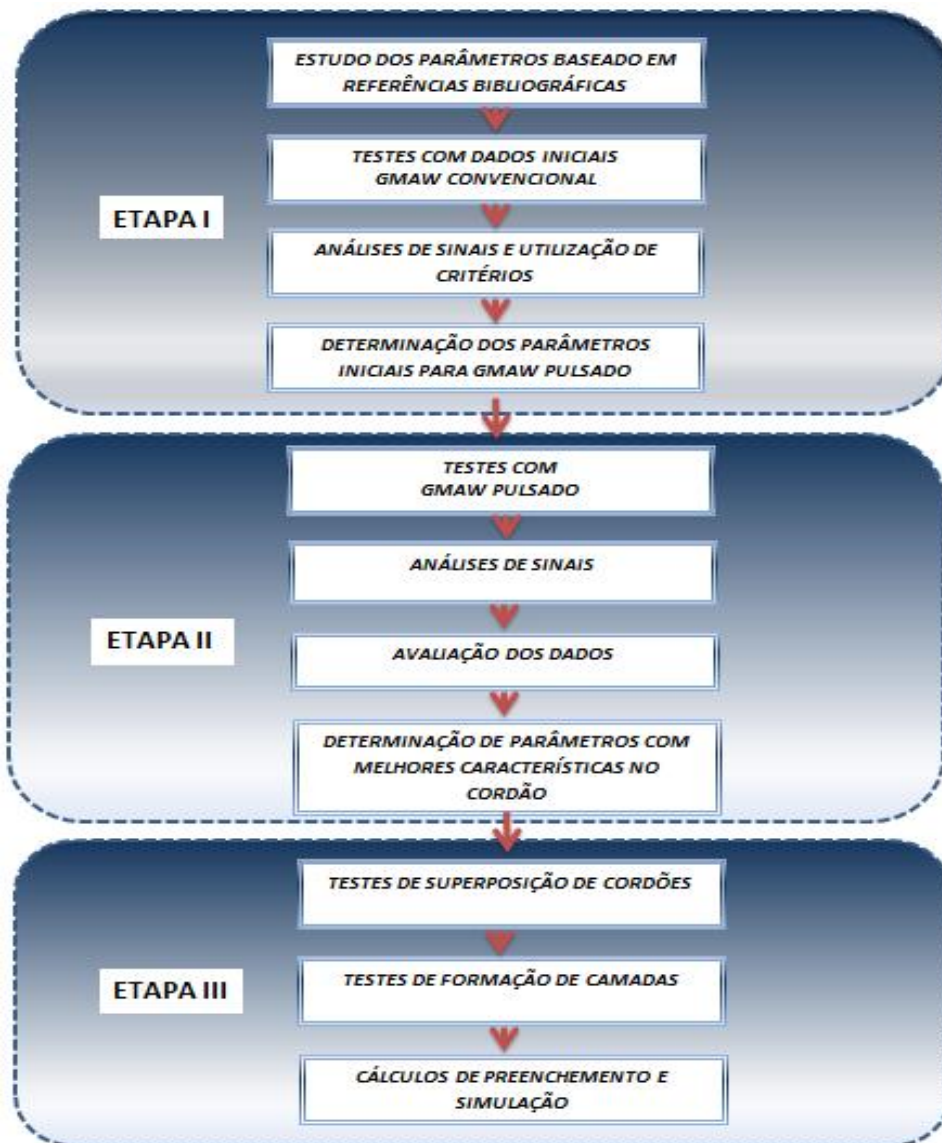 ESTUDO DOS PARÂMETROS BASEADO EM
REFERÊNCIAS BIBLIOGRÁFICAS
TESTES COM DADOS INICIAIS
GMAW CONVENCIONAL
ETAPA I
ANÁLISES DE SINAIS E UTILIZAÇÃO DE
CRITÉRIOS
DETERMINAÇÃO DOS PARÂMETROS
INICIAIS PARA GMAW PULSADO
TESTES COM
GMAW PULSADO
ANÁLISES DE SINAIS
ETAPA II
AVALIAÇÃO DOS DADOS
DETERMINAÇÃO DE PARÂMETROS COM
MELHORES CARACTERÍSTICAS NO
CORDÃO
TESTES DE SUPERPOSIÇÃO DE CORDÕES
ETAPA III
TESTES DE FORMAÇÃO DE CAMADAS
CÁLCULOS DE PREENCHEMENTO E
SIMULAÇÃO